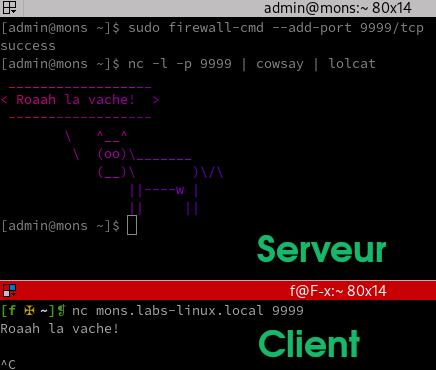 admin@mons:~ 80x14
[admin@mons ~]$ sudo firewall-cmd --add-port 9999/tcp
success
[admin@mons ~]$ nc -l -p 9999 | cowsay | lolcat
 _________________
< Roaah la vache!  >
 -----------------
        \   ^__^
         \  (oo)\_______
            (__)\       )\/\
                ||----w |
                ||     ||
[admin@mons ~]$
Serveur
f@F-x:~ 80x14
[f ✠ ~]❡ nc mons.labs-linux.local 9999
Roaah la vache!
Client
^C